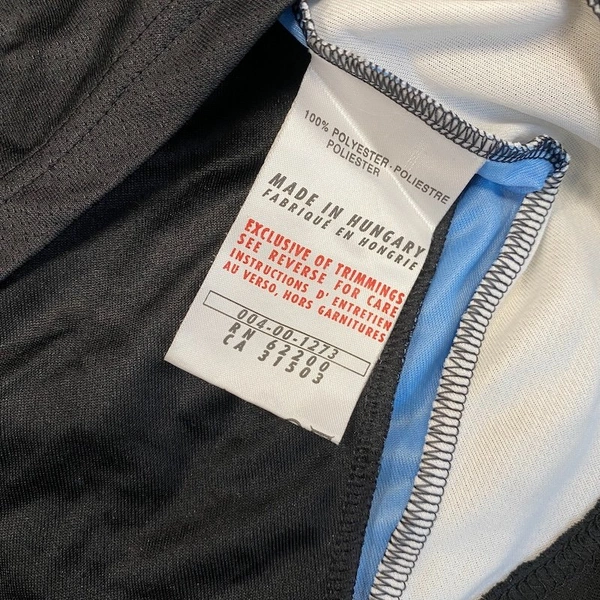 100% POLYESTER·POLIESTRE
POLIESTER
MADE IN HUNGARY
FABRIQUE EN HONGRIE
EXCLUSIVE OF TRIMMINGS
SEE REVERSE FOR CARE
INSTRUCTIONS D' ENTRETIEN
AU VERSO, HORS GARNITURES
004-00-1273
RN 62200
CA 31503